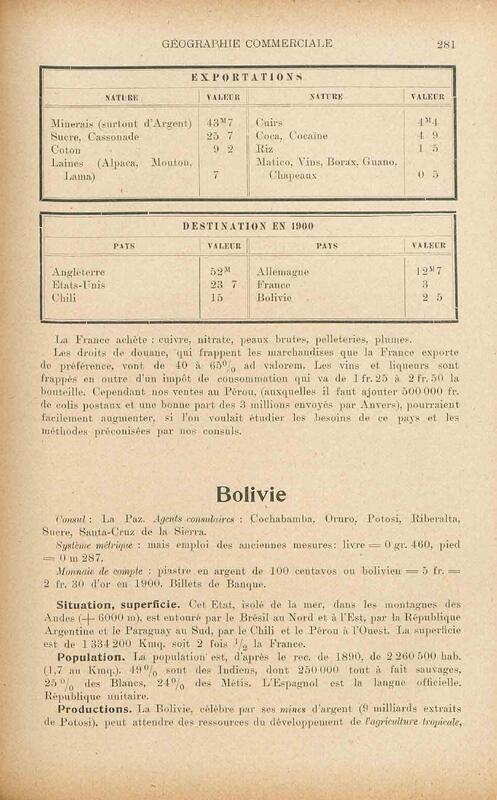 GÉOGRAPHIE COMMERCIALE 281
EXPORTATIONS
NATURE VALEUR NATURE VALEUR
Minerais (surtout d'Argent) 43M7 Cuirs 4M4
Sucre, Cassonade 25 7 Coca, Cocaïne 4 9
Coton 9 2 Riz 1 5
Laines (Alpaca, Mouton, Matico, Vins, Borax, Guano,
Lama) 7 Chapeaux 0 5
DESTINATION EN 1900
PAYS VALEUR PAYS VALEUR
Angleterre 52M Allemagne 12M7
Etats-Unis 23 7 France 3
Chili 15 Bolivie 2 5
La France achète : cuivre, nitrate, peaux brutes, pelleteries, plumes.
Les droits de douane, qui frappent les marchandises que la France exporte
de préférence, vont de 40 à 65% ad valorem. Les vins et liqueurs sont
frappés en outre d'un impôt de consommation qui va de 1 fr. 25 à 2 fr. 50 la
bouteille. Cependant nos ventes au Pérou, (auxquelles il faut ajouter 500 000 fr.
de colis postaux et une bonne part des 3 millions envoyés par Anvers), pourraient
facilement augmenter, si l'on voulait étudier les besoins de ce pays et les
méthodes préconisées par nos consuls.
Bolivie
Consul : La Paz. Agents consulaires : Cochabamba, Oruro, Potosi, Riberalta,
Sucre, Santa-Cruz de la Sierra.
Système métrique : mais emploi des anciennes mesures: livre = 0 gr. 460, pied
= 0 m 287.
Monnaie de compte : piastre en argent de 100 centavos ou bolivien = 5 fr. =
2 fr. 30 d'or en 1900. Billets de Banque.
Situation, superficie. Cet Etat, isolé de la mer, dans les montagnes des
Andes (+ 6000 m), est entouré par le Brésil au Nord et à l'Est, par la République
Argentine et le Paraguay au Sud, par le Chili et le Pérou à l'Ouest. La superficie
est de 1 334 200 Kmq. soit 2 fois 1/2 la France.
Population. La population est, d'après le rec. de 1890, de 2 260 500 hab.
(1,7 au Kmq.). 49% sont des Indiens, dont 250 000 tout à fait sauvages,
25% des Blancs, 24% des Métis. L'Espagnol est la langue officielle.
République unitaire.
Productions. La Bolivie, célèbre par ses mines d'argent (9 milliards extraits
de Potosi), peut attendre des ressources du développement de l'agriculture tropicale,